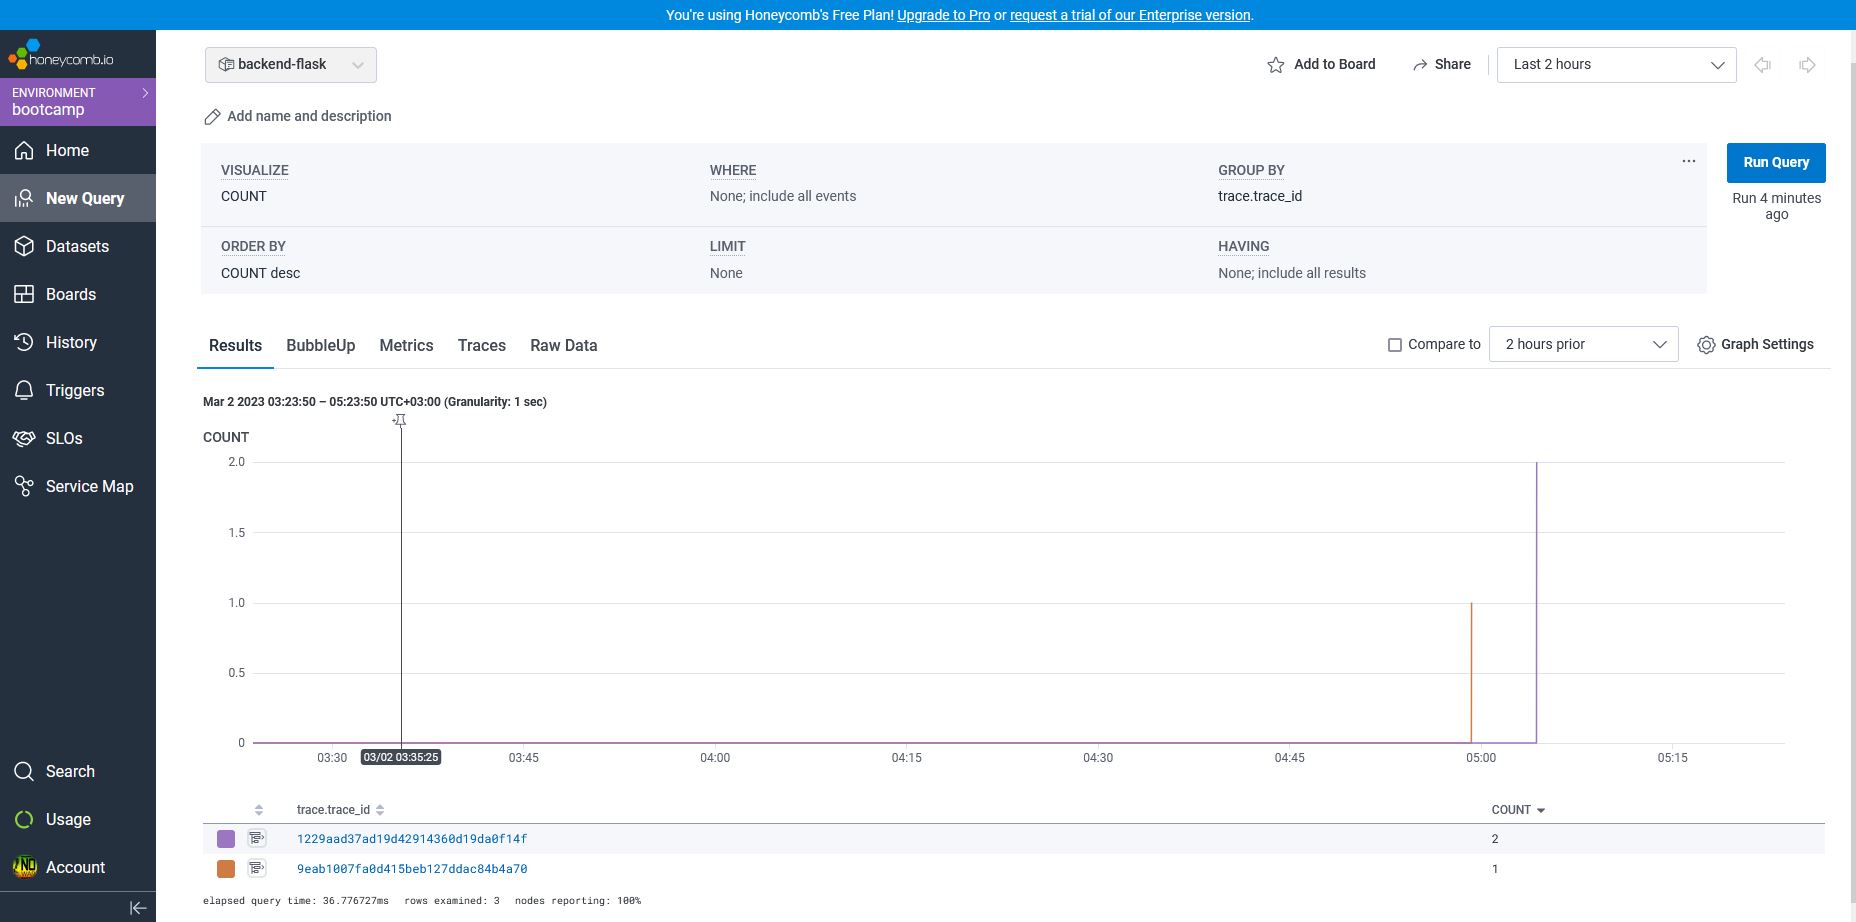 You're using Honeycomb's Free Plan! Upgrade to Pro or request a trial of our Enterprise version.
honeycomb.io
ENVIRONMENT
bootcamp
Home
New Query
Datasets
Boards
History
Triggers
SLOs
Service Map
Search
Usage
Account
backend-flask
Add to Board
Share
Last 2 hours
Add name and description
VISUALIZE
COUNT
WHERE
None; include all events
GROUP BY
trace.trace_id
ORDER BY
COUNT desc
LIMIT
None
HAVING
None; include all results
Run Query
Run 4 minutes
ago
Results BubbleUp Metrics Traces Raw Data
Compare to
2 hours prior
Graph Settings
Mar 2 2023 03:23:50 – 05:23:50 UTC+03:00 (Granularity: 1 sec)
COUNT
2.0
1.5
1.0
0.5
0
03:30 03/02 03:35:25 03:45 04:00 04:15 04:30 04:45 05:00 05:15
trace.trace_id COUNT
1229aad37ad19d42914360d19da0f14f 2
9eab1007fa0d415beb127ddac84b4a70 1
elapsed query time: 36.776727ms rows examined: 3 nodes reporting: 100%